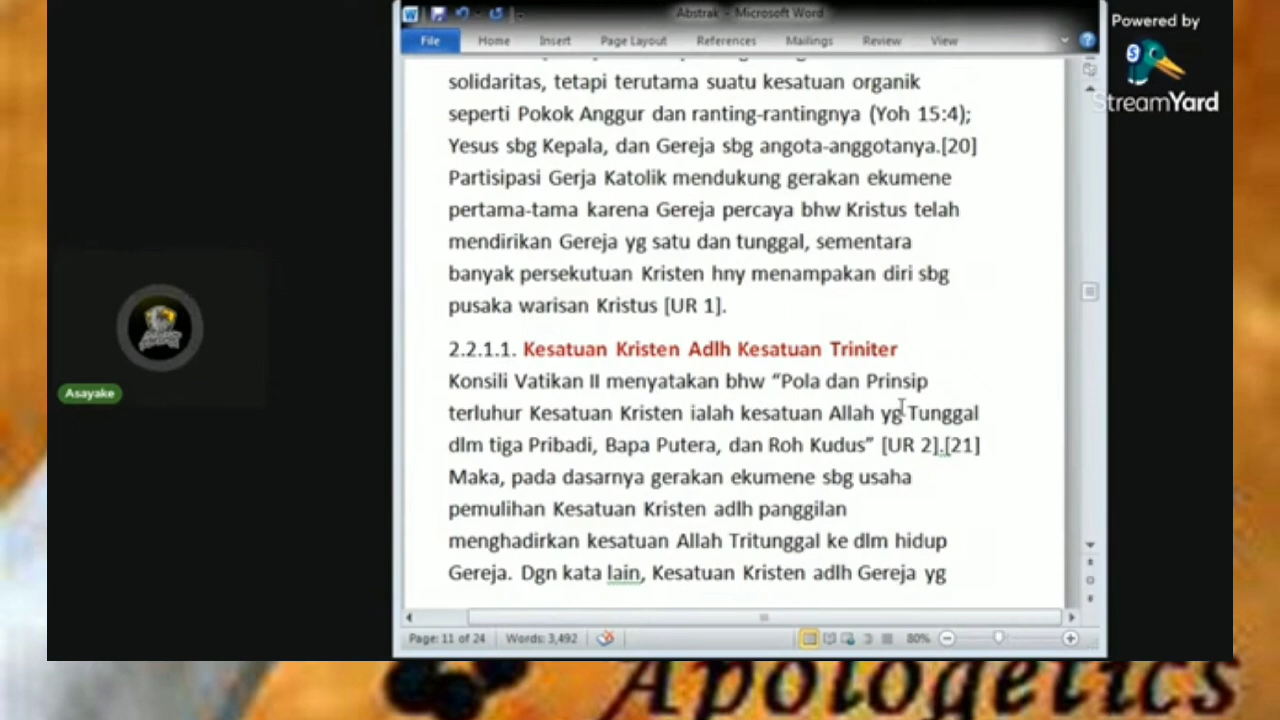 Abstrak - Microsoft Word
Powered by
StreamYard
File Home Insert Page Layout References Mailings Review View
solidaritas, tetapi terutama suatu kesatuan organik
seperti Pokok Anggur dan ranting-rantingnya (Yoh 15:4);
Yesus sbg Kepala, dan Gereja sbg angota-anggotanya.[20]
Partisipasi Gerja Katolik mendukung gerakan ekumene
pertama-tama karena Gereja percaya bhw Kristus telah
mendirikan Gereja yg satu dan tunggal, sementara
banyak persekutuan Kristen hny menampakan diri sbg
pusaka warisan Kristus [UR 1].
2.2.1.1. Kesatuan Kristen Adlh Kesatuan Triniter
Konsili Vatikan II menyatakan bhw “Pola dan Prinsip
terluhur Kesatuan Kristen ialah kesatuan Allah yg Tunggal
dlm tiga Pribadi, Bapa Putera, dan Roh Kudus” [UR 2].[21]
Maka, pada dasarnya gerakan ekumene sbg usaha
pemulihan Kesatuan Kristen adlh panggilan
menghadirkan kesatuan Allah Tritunggal ke dlm hidup
Gereja. Dgn kata lain, Kesatuan Kristen adlh Gereja yg
Asayake
Page: 11 of 24 Words: 3,492 80%
Apologetics